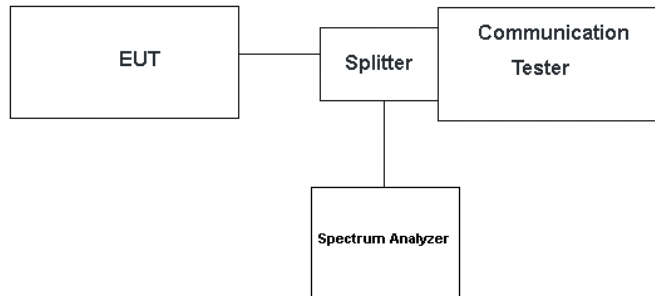 EUT
Splitter
Communication
Tester
Spectrum Analyzer